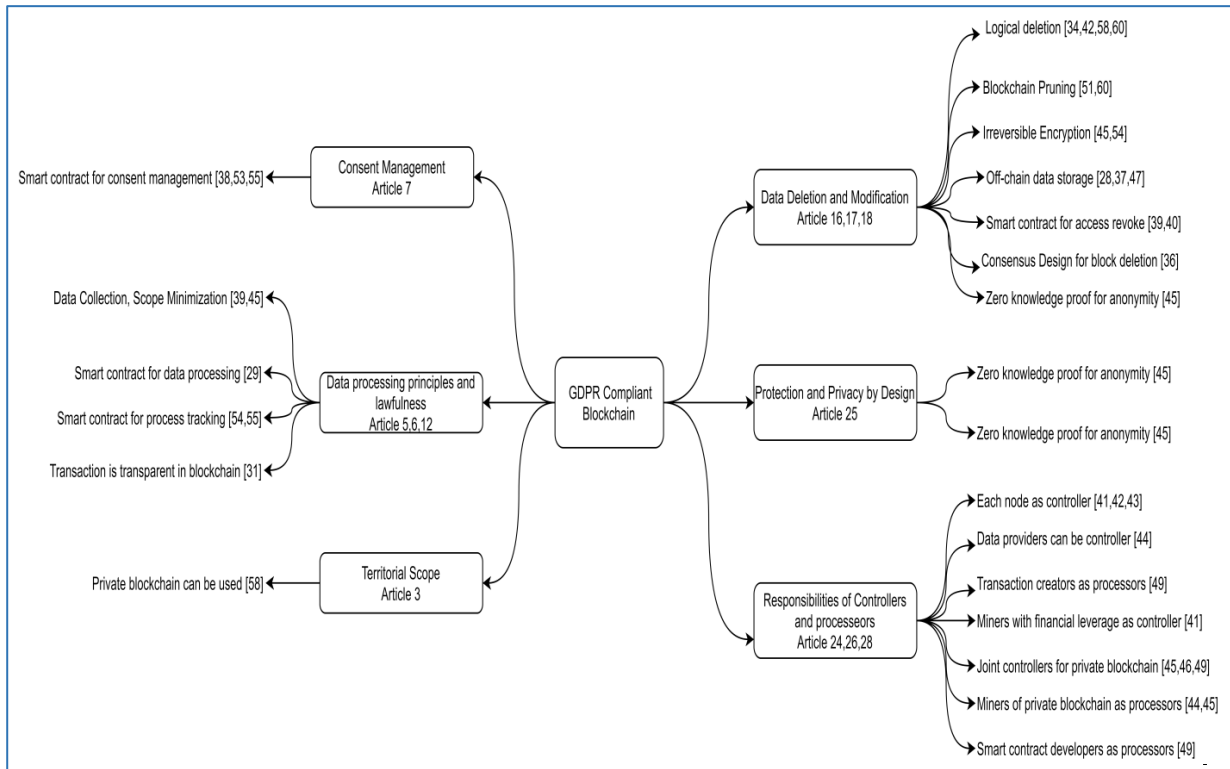 Consent Management
Article 7
Smart contract for consent management [38,53,55]
Data processing principles and
lawfulness
Article 5,6,12
Data Collection, Scope Minimization [39,45]
Smart contract for data processing [29]
Smart contract for process tracking [54,55]
Transaction is transparent in blockchain [31]
Territorial Scope
Article 3
Private blockchain can be used [58]
GDPR Compliant
Blockchain
Data Deletion and Modification
Article 16,17,18
Logical deletion [34,42,58,60]
Blockchain Pruning [51,60]
Irreversible Encryption [45,54]
Off-chain data storage [28,37,47]
Smart contract for access revoke [39,40]
Consensus Design for block deletion [36]
Zero knowledge proof for anonymity [45]
Protection and Privacy by Design
Article 25
Zero knowledge proof for anonymity [45]
Zero knowledge proof for anonymity [45]
Responsibilities of Controllers
and processeors
Article 24,26,28
Each node as controller [41,42,43]
Data providers can be controller [44]
Transaction creators as processors [49]
Miners with financial leverage as controller [41]
Joint controllers for private blockchain [45,46,49]
Miners of private blockchain as processors [44,45]
Smart contract developers as processors [49]